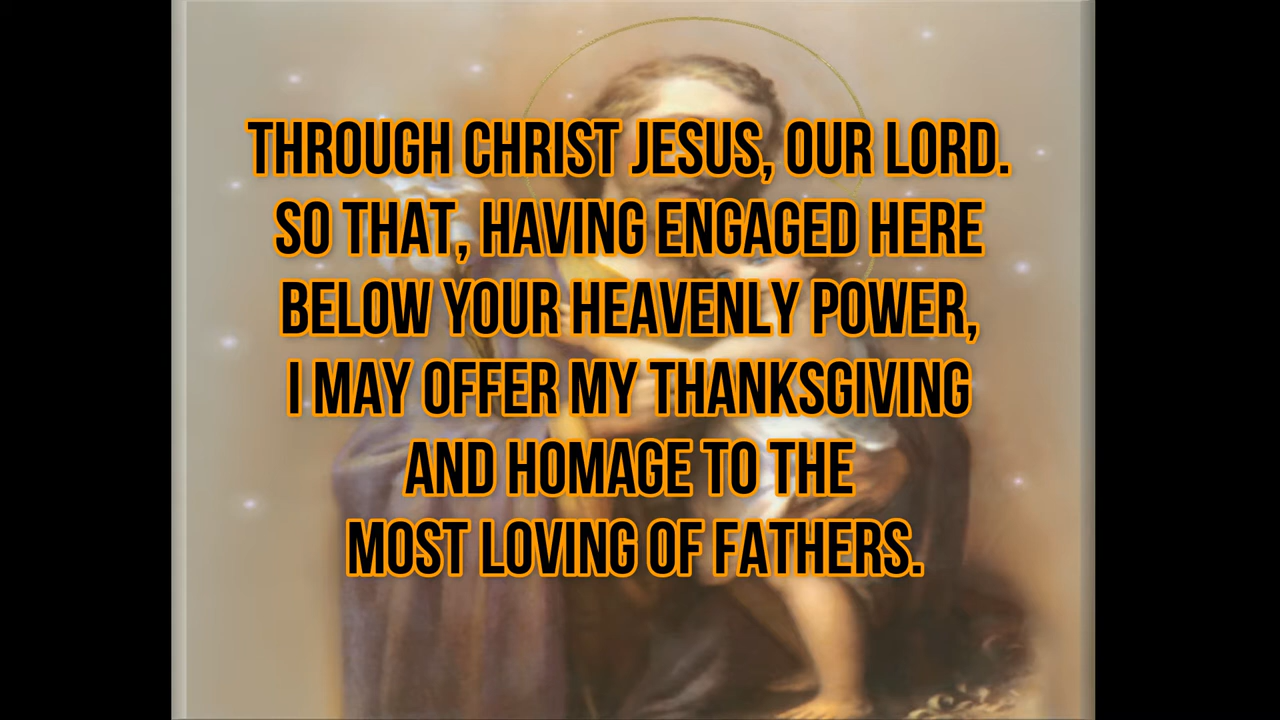 THROUGH CHRIST JESUS, OUR LORD.
SO THAT, HAVING ENGAGED HERE
BELOW YOUR HEAVENLY POWER,
I MAY OFFER MY THANKSGIVING
AND HOMAGE TO THE
MOST LOVING OF FATHERS.